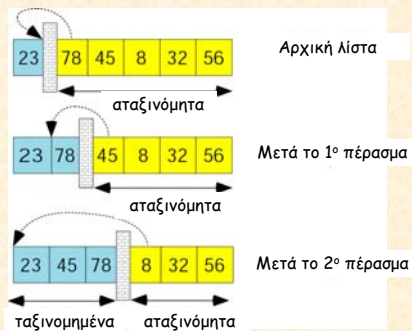 23 78 45 8 32 56 Αρχική λίστα
αταξινόμητα
23 78 45 8 32 56 Μετά το 1ο πέρασμα
αταξινόμητα
23 45 78 8 32 56 Μετά το 2ο πέρασμα
ταξινομημένα αταξινόμητα